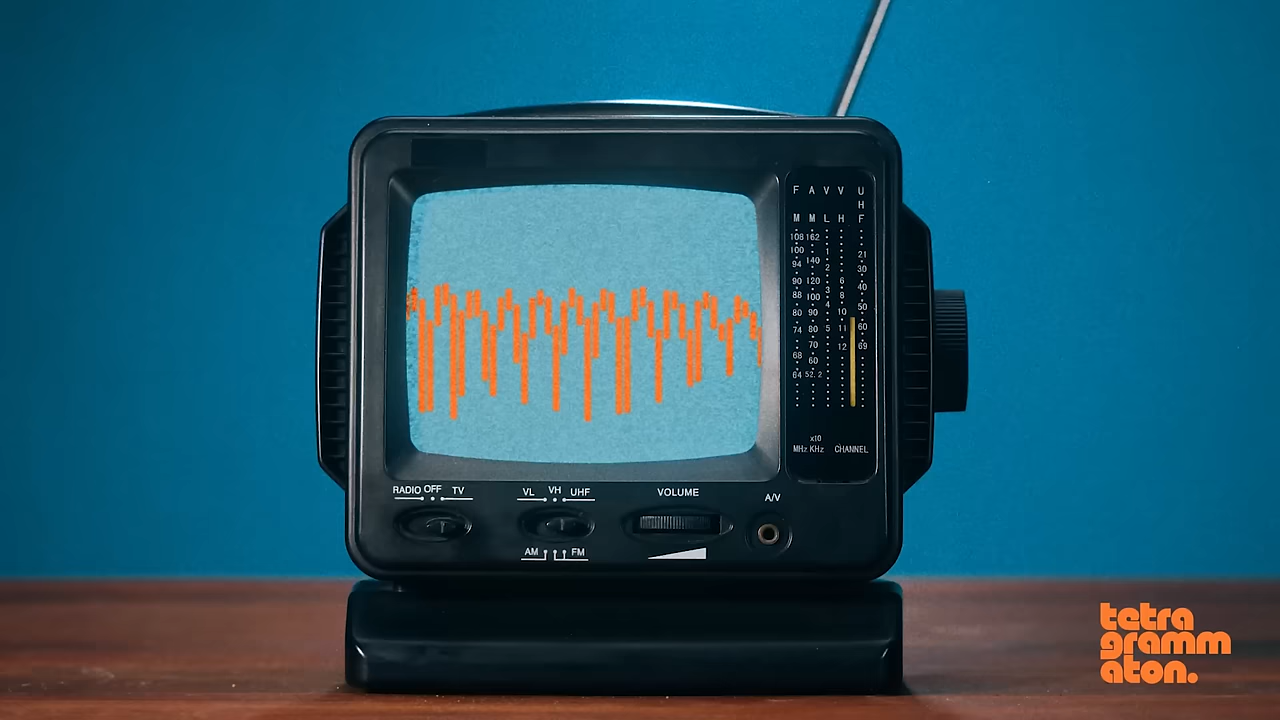 F A V V U
H
M M L H F
108 162
100 1
94 140 2 21
90 120 3 6 30
88 100 4 8 40
80 90 10 50
74 80 5 11 60
70 12 69
68 60
64 52.2
x10
MHz KHz CHANNEL
RADIO OFF TV
VL VH UHF
VOLUME
A/V
AM FM
tetra
gramm
aton.